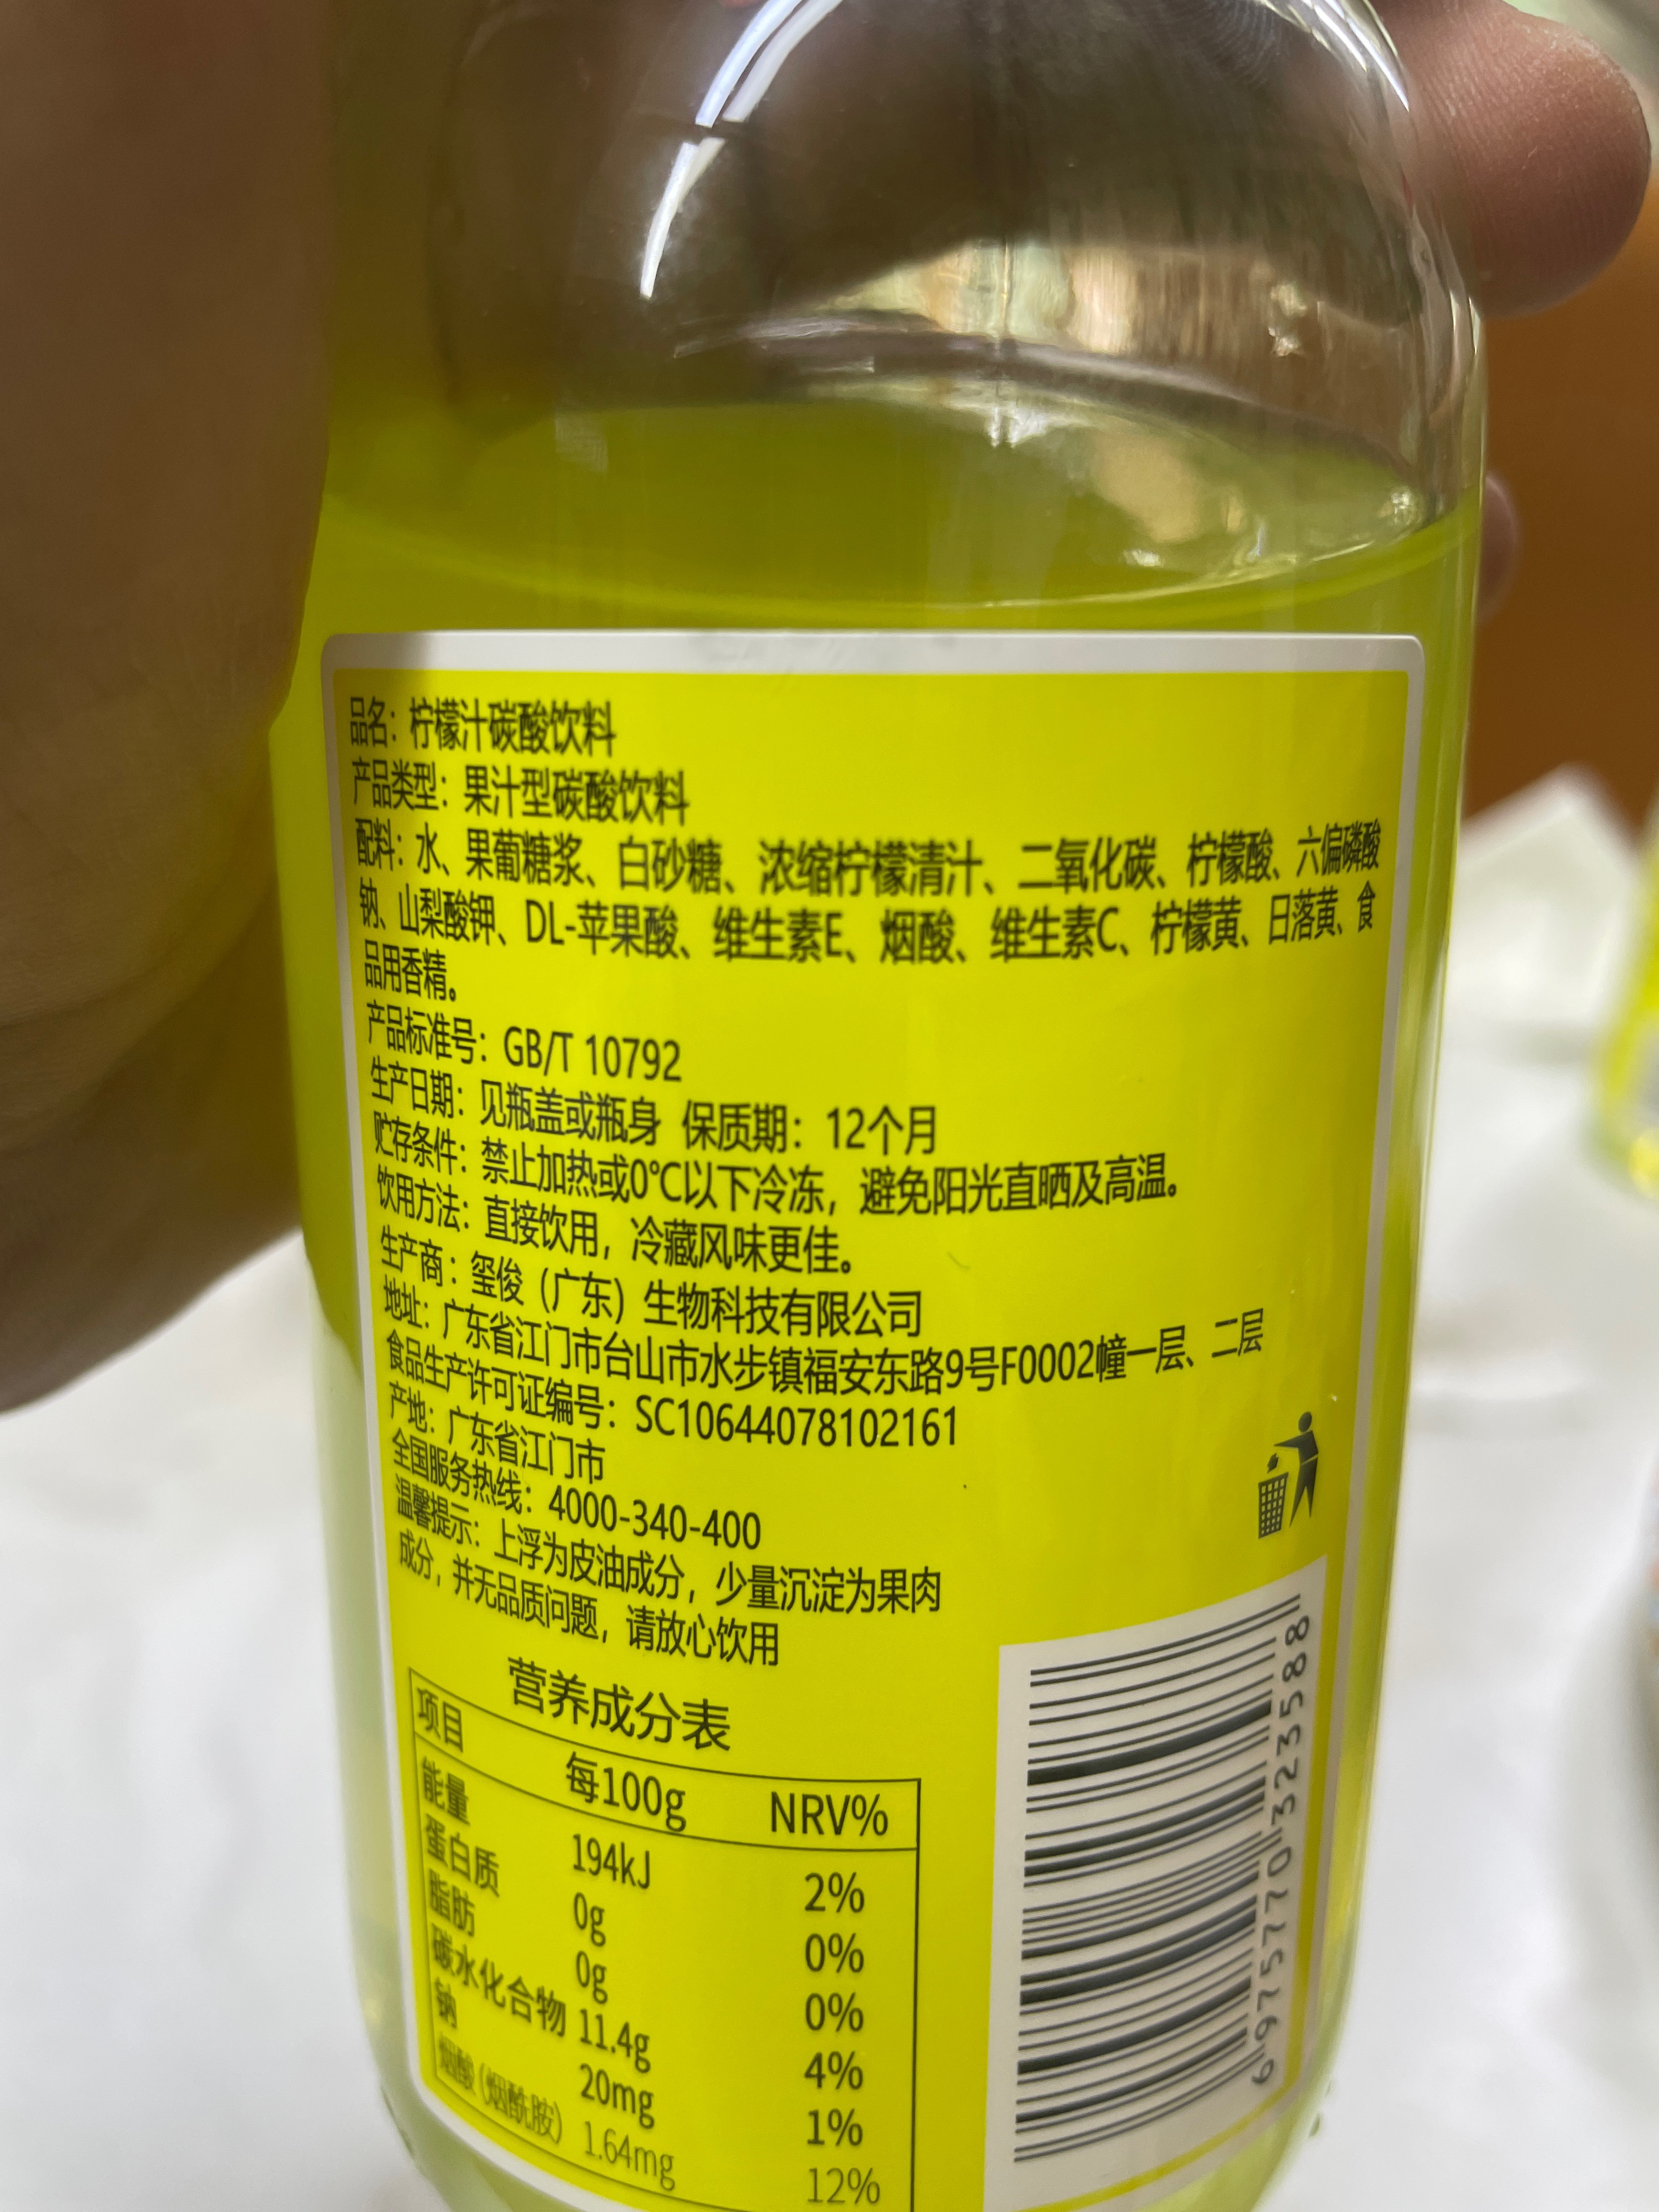 品名：柠檬汁碳酸饮料
产品类型：果汁型碳酸饮料
配料：水、果葡糖浆、白砂糖、浓缩柠檬清汁、二氧化碳、柠檬酸、六偏磷酸
钠、山梨酸钾、DL-苹果酸、维生素E、烟酸、维生素C、柠檬黄、日落黄、食
品用香精。
产品标准号：GB/T 10792
生产日期：见瓶盖或瓶身 保质期：12个月
贮存条件：禁止加热或0℃以下冷冻，避免阳光直晒及高温。
饮用方法：直接饮用，冷藏风味更佳。
生产商：玺俊（广东）生物科技有限公司
地址：广东省江门市台山市水步镇福安东路9号F0002幢一层、二层
食品生产许可证编号：SC10644078102161
产地：广东省江门市
全国服务热线：4000-340-400
温馨提示：上浮为皮油成分，少量沉淀为果肉
成分，并无品质问题，请放心饮用
营养成分表
项目 每100g NRV%
能量 194kJ 2%
蛋白质 0g 0%
脂肪 0g 0%
碳水化合物 11.4g 4%
钠 20mg 1%
烟酸（烟酰胺） 1.64mg 12%
6975770323588